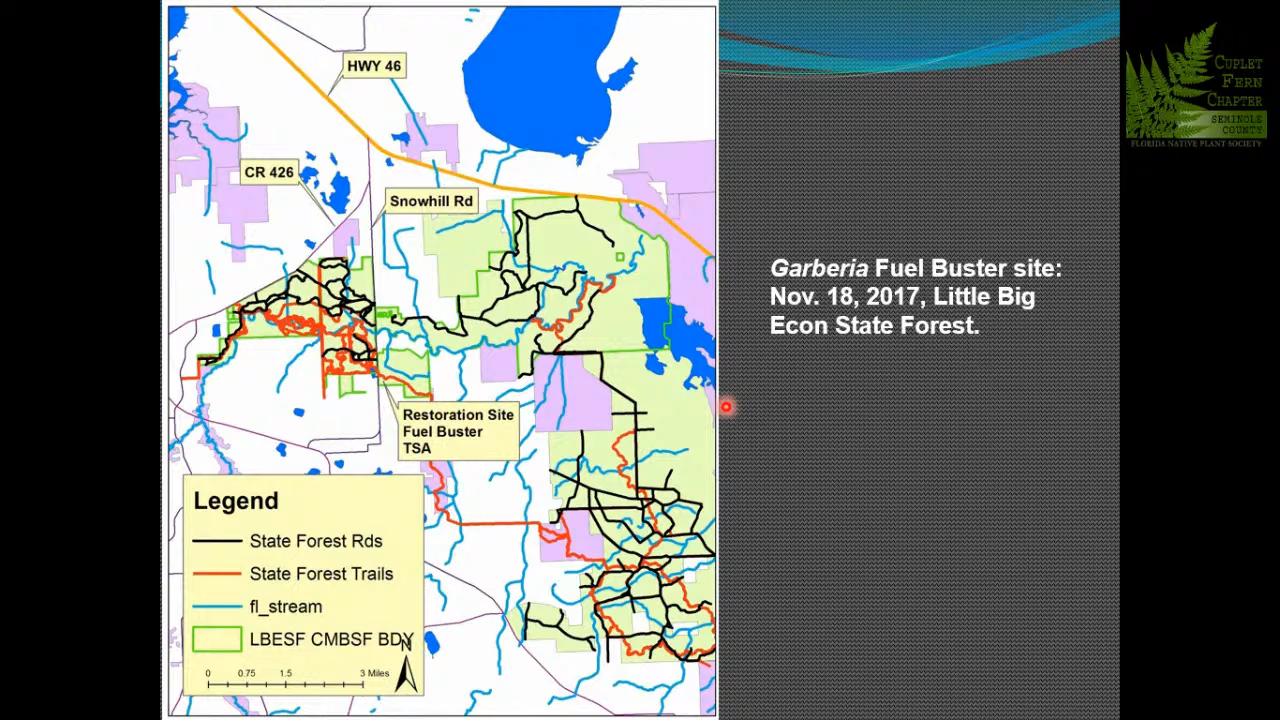 HWY 46
CR 426
Snowhill Rd
Restoration Site
Fuel Buster
TSA
Legend
State Forest Rds
State Forest Trails
fl_stream
LBESF CMBSF BDY
N
0 0.75 1.5 3 Miles
Garberia Fuel Buster site:
Nov. 18, 2017, Little Big
Econ State Forest.
CUPLET
FERN
CHAPTER
SEMINOLE
COUNTY
FLORIDA NATIVE PLANT SOCIETY